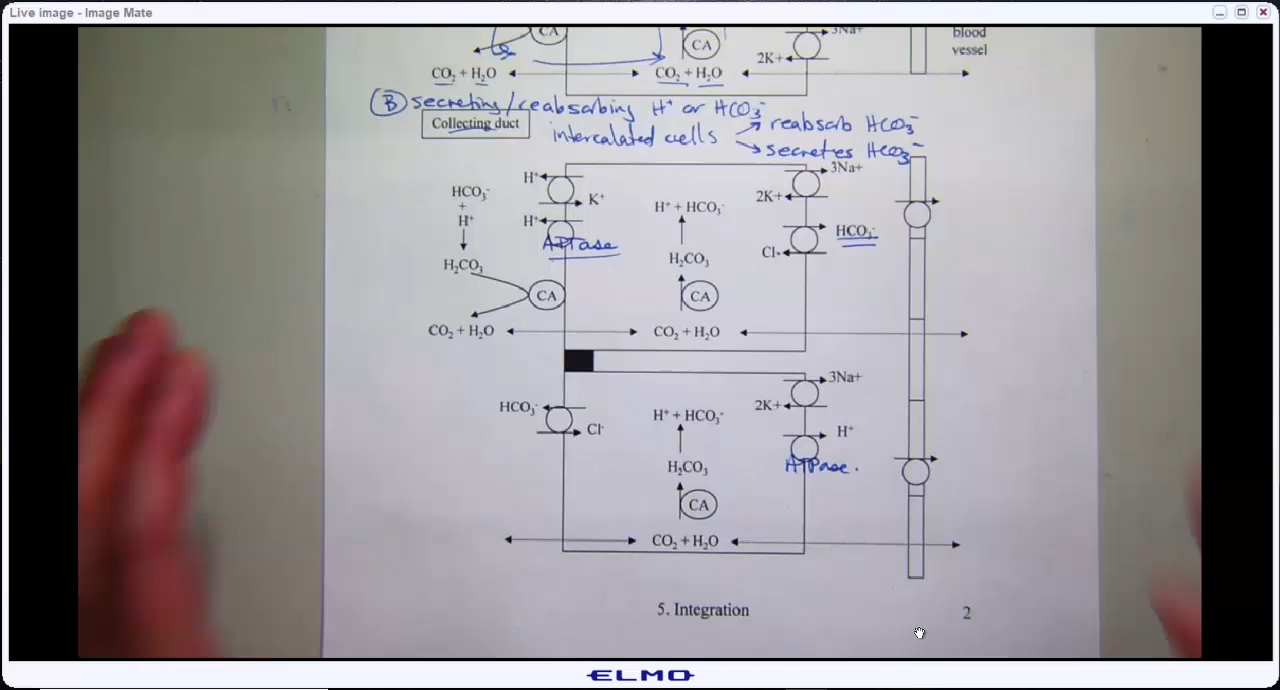 Live image - Image Mate
CA
CA
3Na+
2K+
blood
vessel
CO₂ + H₂O
CO₂ + H₂O
Ⓑ secreting/reabsorbing H⁺ or HCO₃⁻
Collecting duct
intercalated cells
reabsorb HCO₃⁻
secretes HCO₃⁻
H⁺
K⁺
H⁺
APTase
HCO₃⁻
+
H⁺
H₂CO₃
CA
CO₂ + H₂O
H⁺ + HCO₃⁻
H₂CO₃
CA
CO₂ + H₂O
3Na+
2K+
HCO₃⁻
Cl-
HCO₃⁻
Cl⁻
H⁺ + HCO₃⁻
H₂CO₃
CA
CO₂ + H₂O
3Na+
2K+
H⁺
ATPase.
5. Integration 2
ELMO